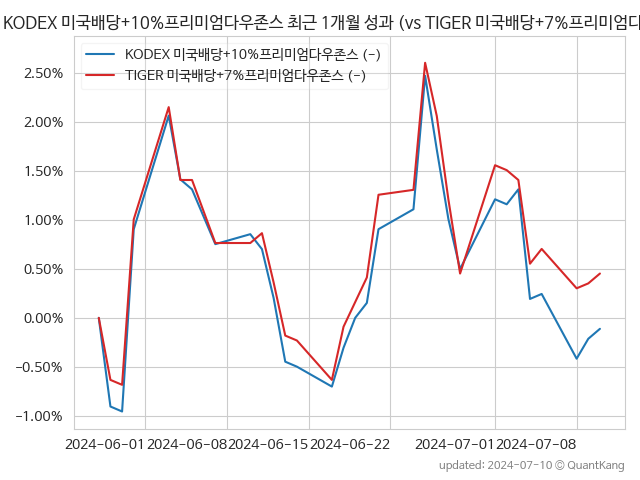 KODEX 미국배당+10%프리미엄다우존스 최근 1개월 성과 (vs TIGER 미국배당+7%프리미엄다
KODEX 미국배당+10%프리미엄다우존스 (-)
TIGER 미국배당+7%프리미엄다우존스 (-)
2.50%
2.00%
1.50%
1.00%
0.50%
0.00%
−0.50%
−1.00%
2024-06-01 2024-06-08 2024-06-15 2024-06-22 2024-07-01 2024-07-08
updated: 2024-07-10 © QuantKang